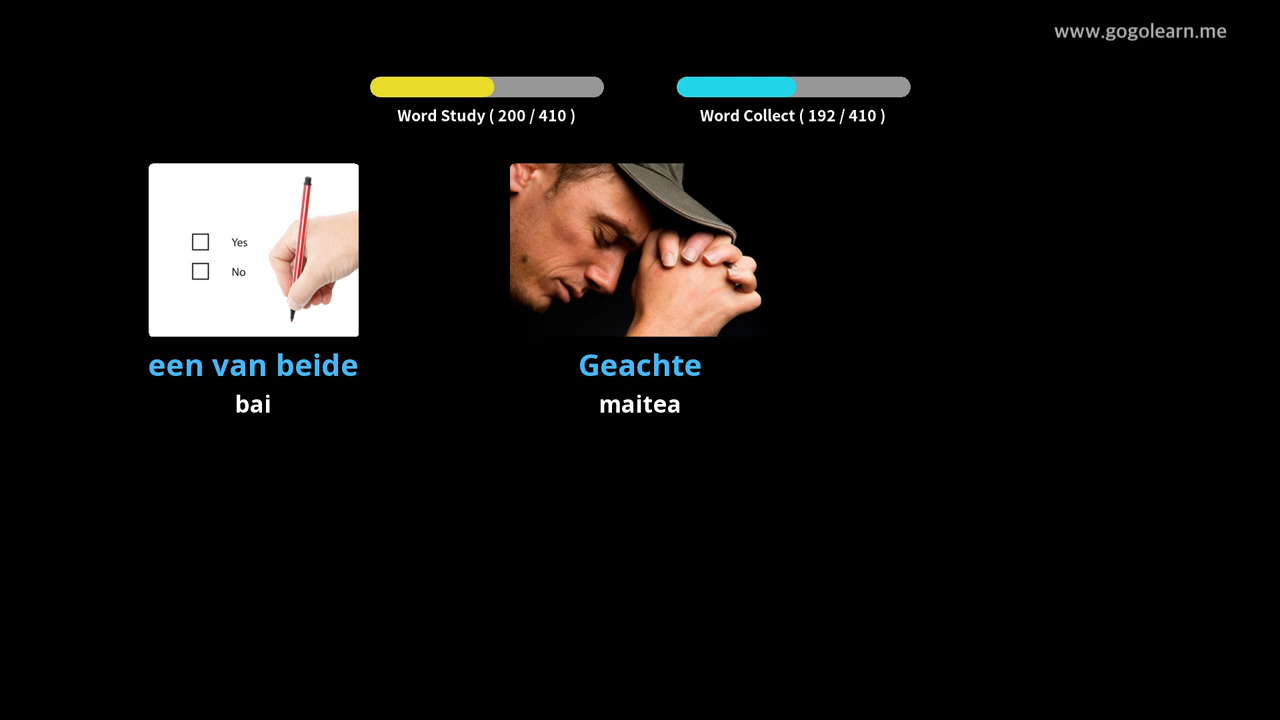 www.gogolearn.me
Word Study ( 200 / 410 )
Word Collect ( 192 / 410 )
Yes
No
een van beide
bai
Geachte
maitea